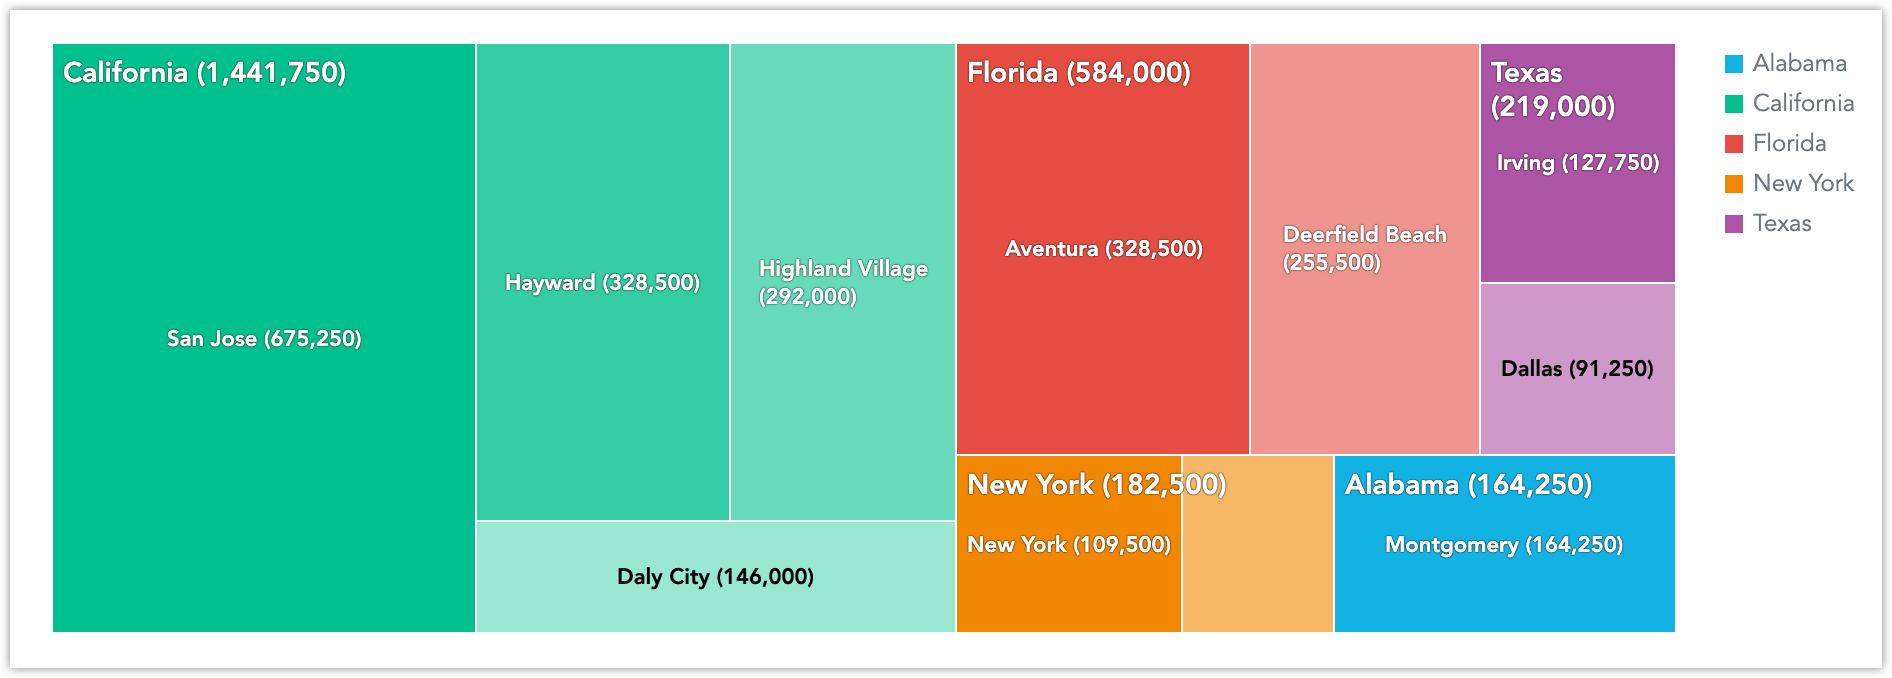 California (1,441,750)
San Jose (675,250)
Hayward (328,500)
Highland Village
(292,000)
Daly City (146,000)
Florida (584,000)
Aventura (328,500)
Deerfield Beach
(255,500)
Texas
(219,000)
Irving (127,750)
Dallas (91,250)
New York (182,500)
New York (109,500)
Alabama (164,250)
Montgomery (164,250)
Alabama
California
Florida
New York
Texas